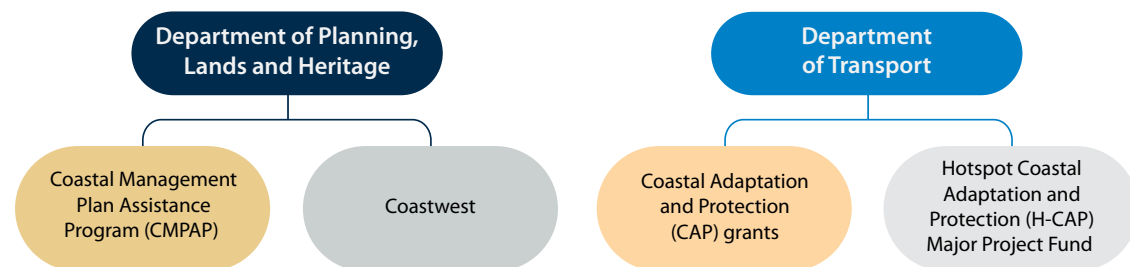 Department of Planning,
Lands and Heritage
Department
of Transport
Coastal Management
Plan Assistance
Program (CMPAP)
Coastwest
Coastal Adaptation
and Protection
(CAP) grants
Hotspot Coastal
Adaptation and
Protection (H-CAP)
Major Project Fund